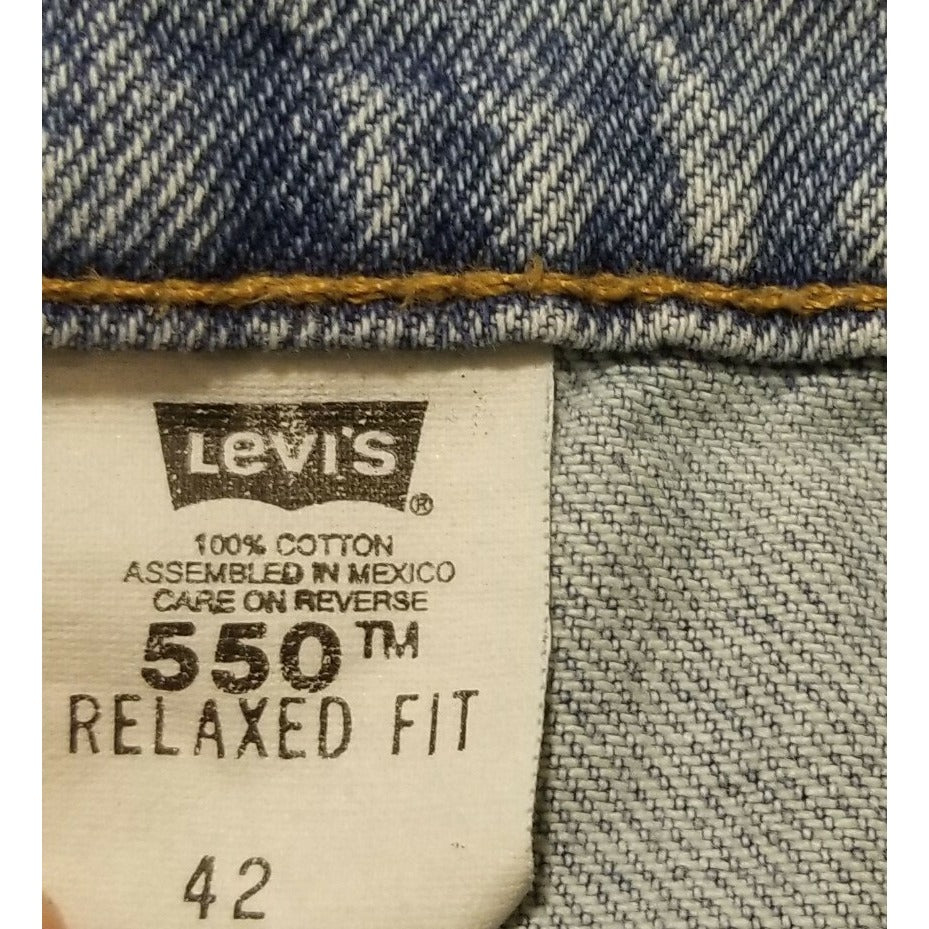 Levi's®
100% COTTON
ASSEMBLED IN MEXICO
CARE ON REVERSE
550™
RELAXED FIT
42